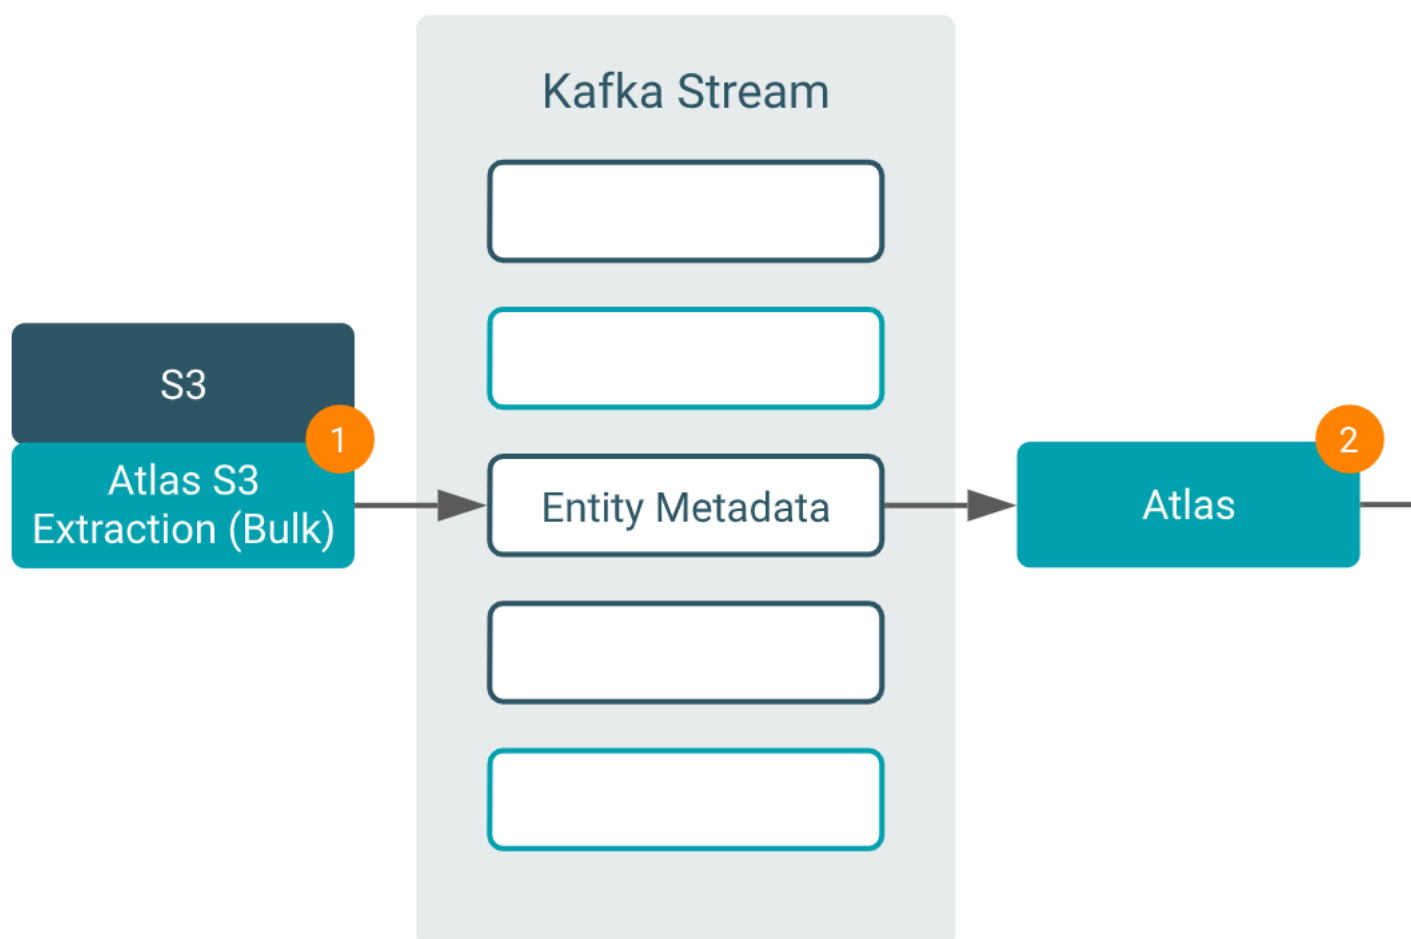 Kafka Stream
S3
1
Atlas S3
Extraction (Bulk)
Entity Metadata
2
Atlas